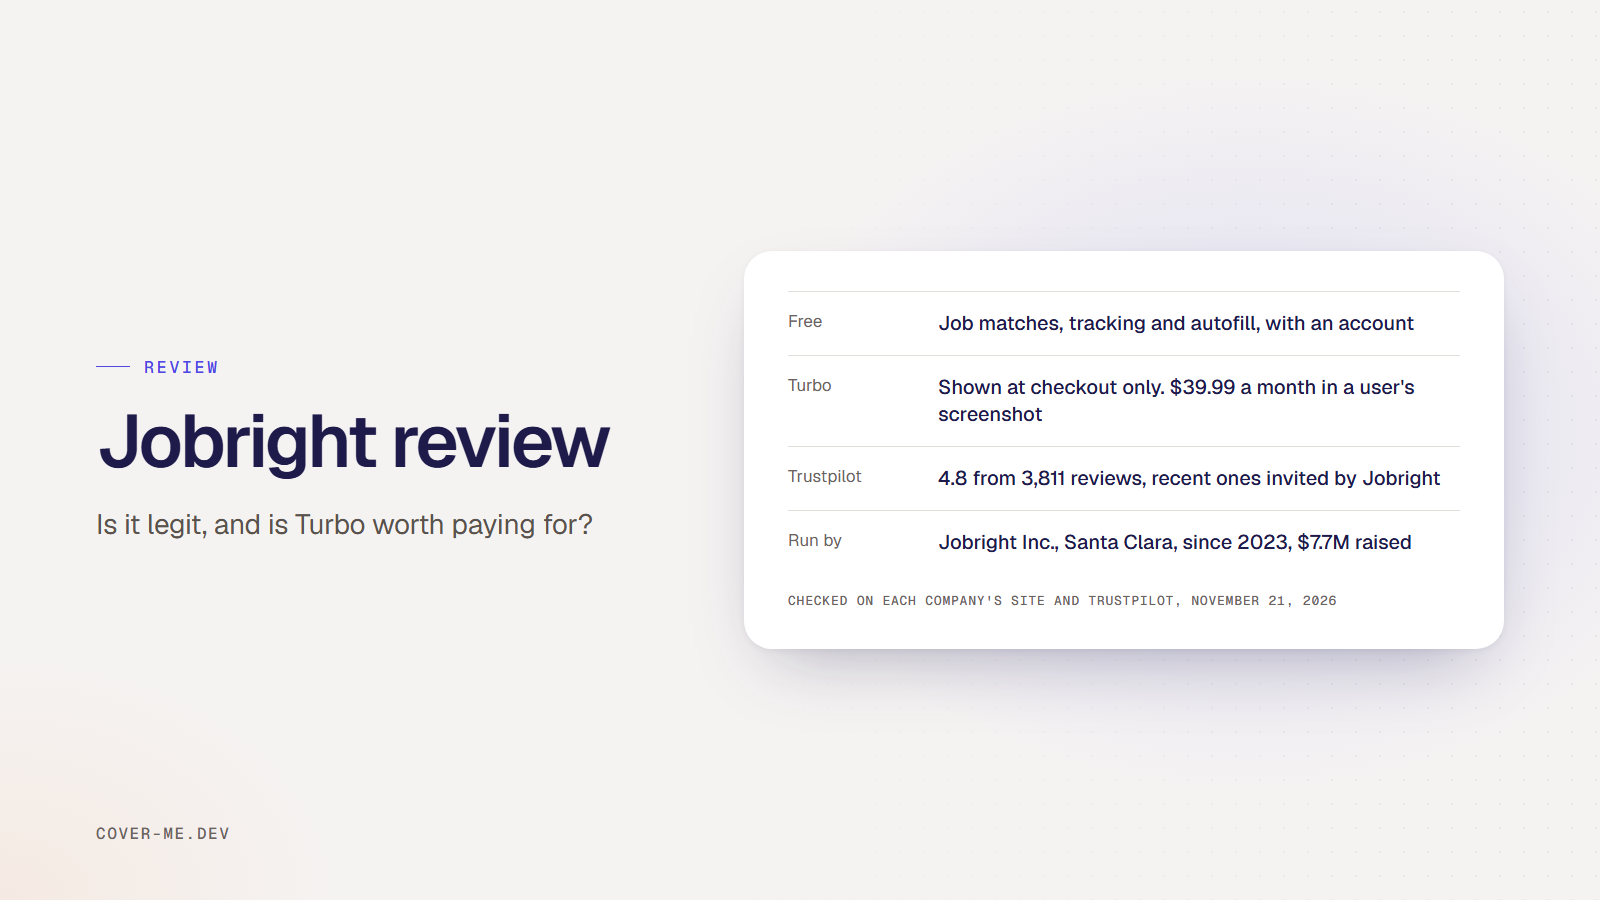 REVIEW
Jobright review
Is it legit, and is Turbo worth paying for?
Free
Job matches, tracking and autofill, with an account
Turbo
Shown at checkout only. $39.99 a month in a user's
screenshot
Trustpilot
4.8 from 3,811 reviews, recent ones invited by Jobright
Run by
Jobright Inc., Santa Clara, since 2023, $7.7M raised
CHECKED ON EACH COMPANY'S SITE AND TRUSTPILOT, NOVEMBER 21, 2026
COVER-ME.DEV